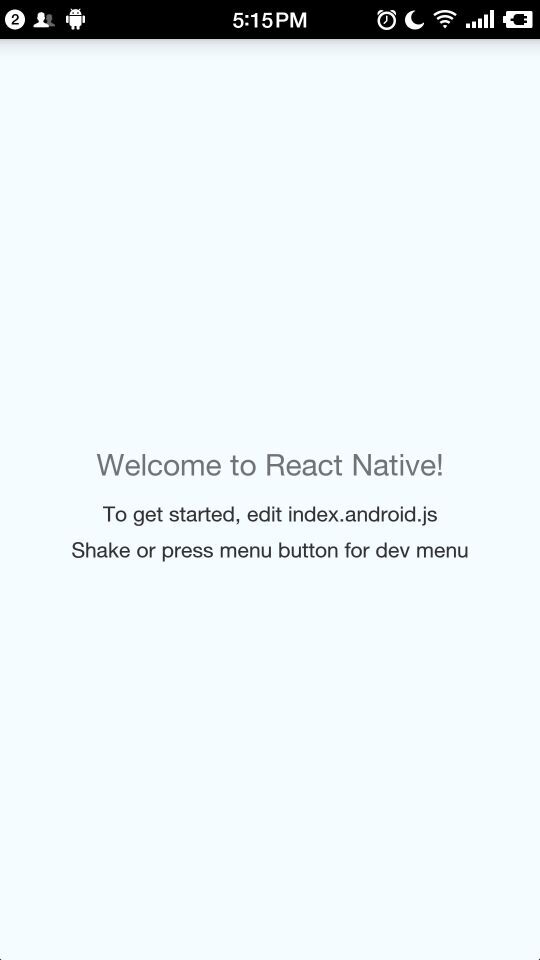 2 5:15PM
Welcome to React Native!
To get started, edit index.android.js
Shake or press menu button for dev menu